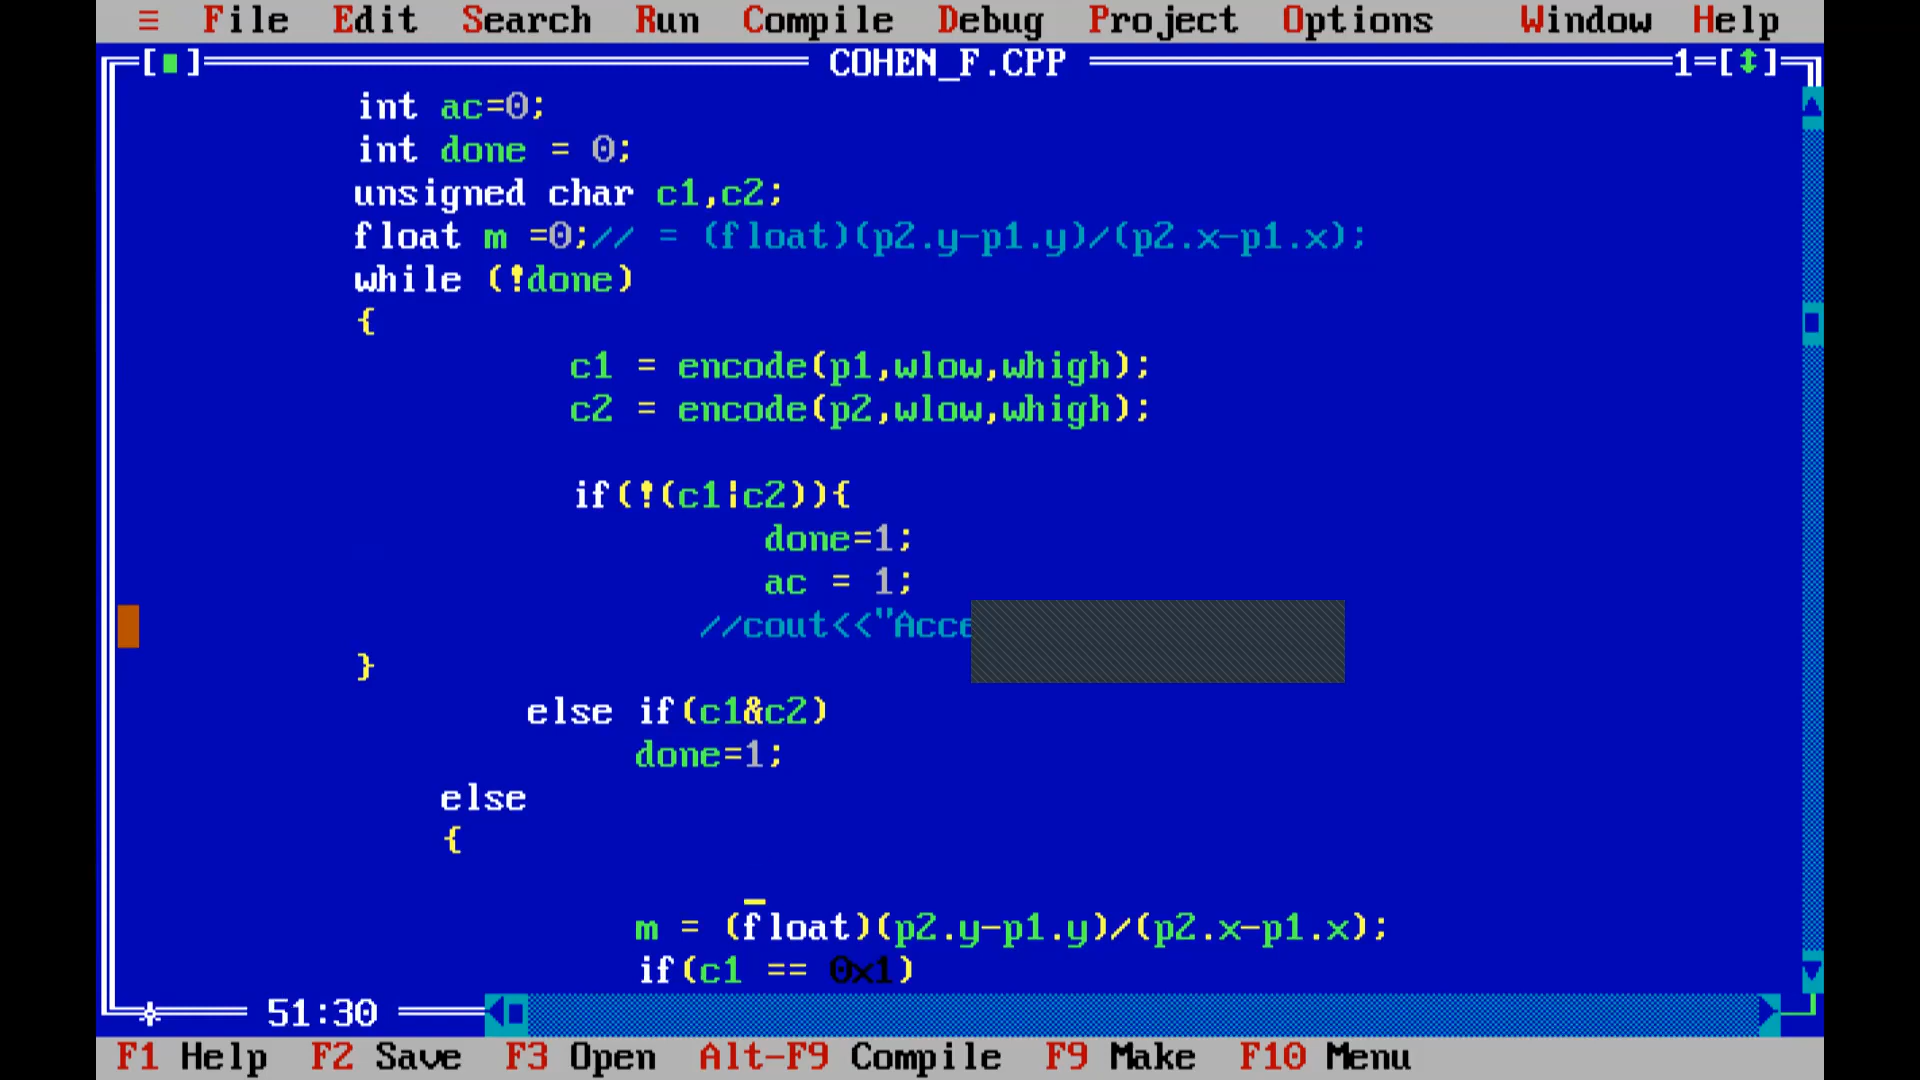 ≡ File Edit Search Run Compile Debug Project Options Window Help
[■] COHEN_F.CPP 1=[↕]
int ac=0;
int done = 0;
unsigned char c1,c2;
float m =0;// = (float)(p2.y-p1.y)/(p2.x-p1.x);
while (!done)
{
c1 = encode(p1,wlow,whigh);
c2 = encode(p2,wlow,whigh);
if(!(c1|c2)){
done=1;
ac = 1;
//cout<<"Acce
}
else if(c1&c2)
done=1;
else
{
m = (float)(p2.y-p1.y)/(p2.x-p1.x);
if(c1 == 0x1)
51:30
F1 Help F2 Save F3 Open Alt-F9 Compile F9 Make F10 Menu